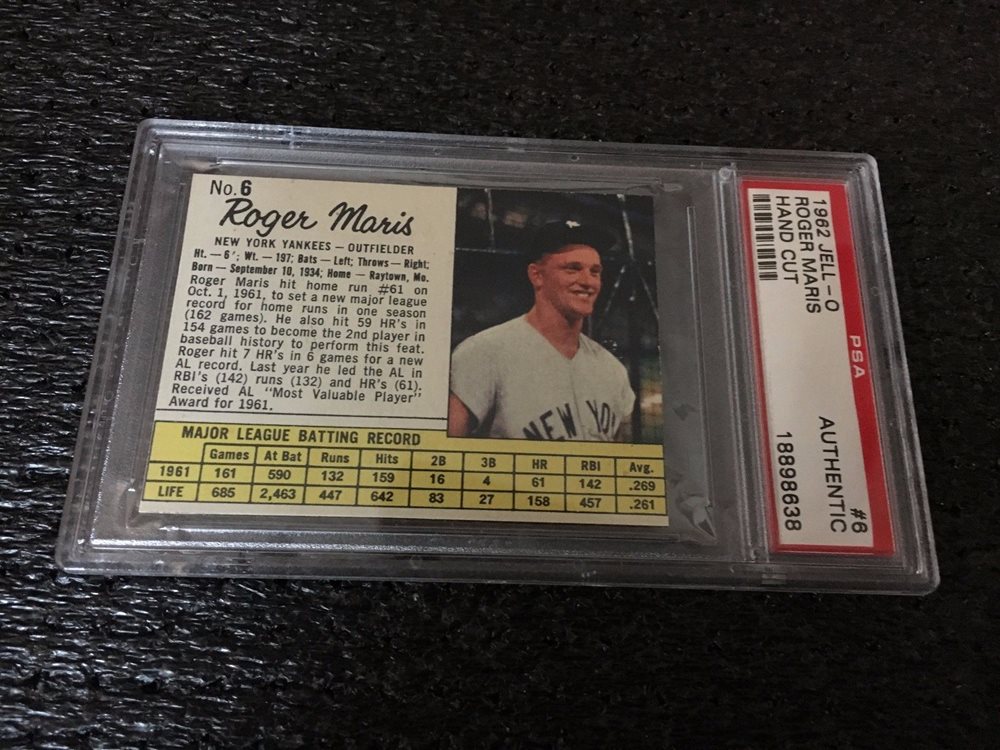 No. 6
Roger Maris
NEW YORK YANKEES — OUTFIELDER
Ht. — 6'; Wt. — 197; Bats — Left; Throws — Right;
Born — September 10, 1934; Home — Raytown, Mo.
Roger Maris hit home run #61 on
Oct. 1, 1961, to set a new major league
record for home runs in one season
(162 games). He also hit 59 HR's in
154 games to become the 2nd player in
baseball history to perform this feat.
Roger hit 7 HR's in 6 games for a new
AL record. Last year he led the AL in
RBI's (142) runs (132) and HR's (61).
Received AL "Most Valuable Player"
Award for 1961.
NEW YO
MAJOR LEAGUE BATTING RECORD
Games At Bat Runs Hits 2B 3B HR RBI Avg.
1961 161 590 132 159 16 4 61 142 .269
LIFE 685 2,463 447 642 83 27 158 457 .261
1962 JELL-O #6
ROGER MARIS AUTHENTIC
HAND CUT
18898638
PSA